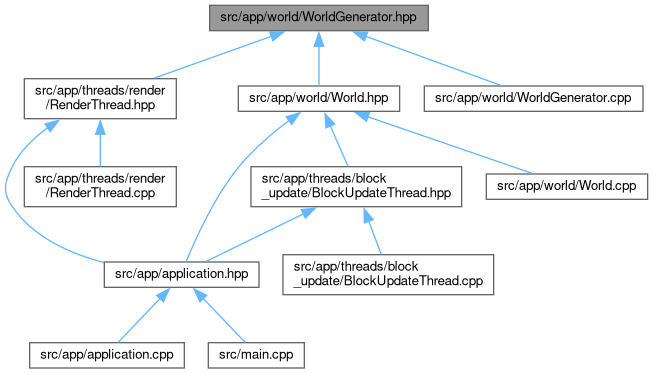 src/app/world/WorldGenerator.hpp
src/app/threads/render
/RenderThread.hpp
src/app/world/World.hpp
src/app/world/WorldGenerator.cpp
src/app/threads/render
/RenderThread.cpp
src/app/threads/block
_update/BlockUpdateThread.hpp
src/app/world/World.cpp
src/app/application.hpp
src/app/threads/block
_update/BlockUpdateThread.cpp
src/app/application.cpp
src/main.cpp